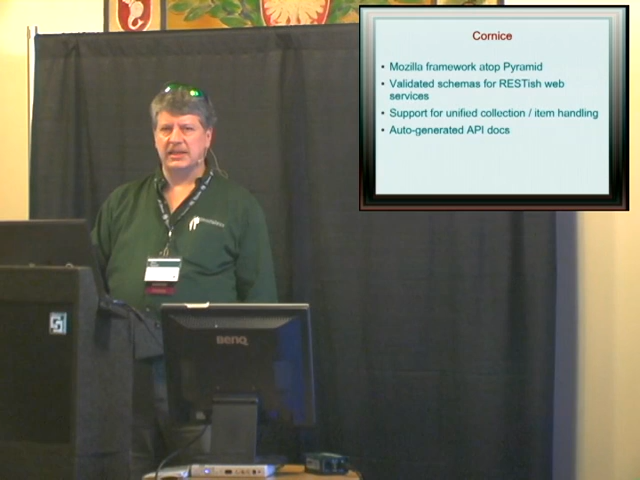 Cornice
• Mozilla framework atop Pyramid
• Validated schemas for RESTish web
services
• Support for unified collection / item handling
• Auto-generated API docs
BenQ